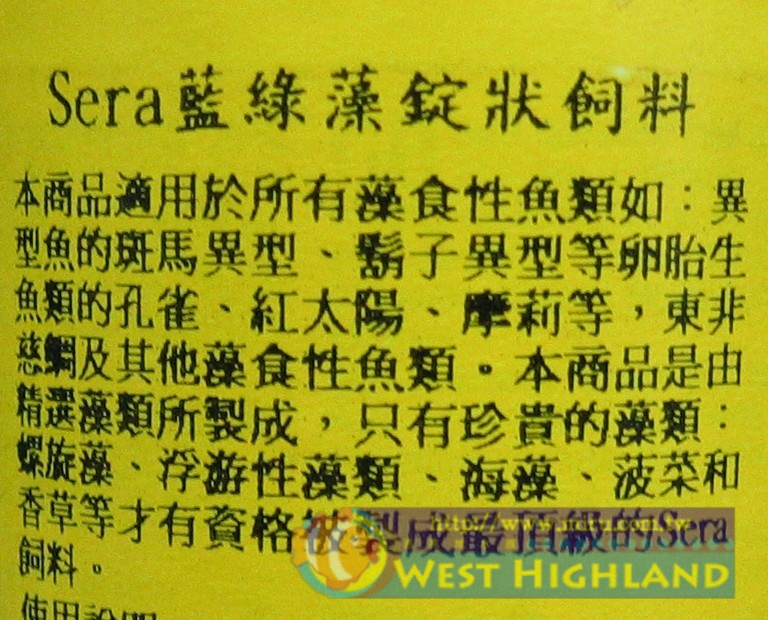 Sera藍綠藻錠狀飼料
本商品適用於所有藻食性魚類如：異
型魚的斑馬異型、鬍子異型等卵胎生
魚類的孔雀、紅太陽、摩莉等，東非
慈鯛及其他藻食性魚類。本商品是由
精選藻類所製成，只有珍貴的藻類：
螺旋藻、浮游性藻類、海藻、菠菜和
香草等才有資格被製成最頂級的Sera
飼料。
WEST HIGHLAND
使用說明